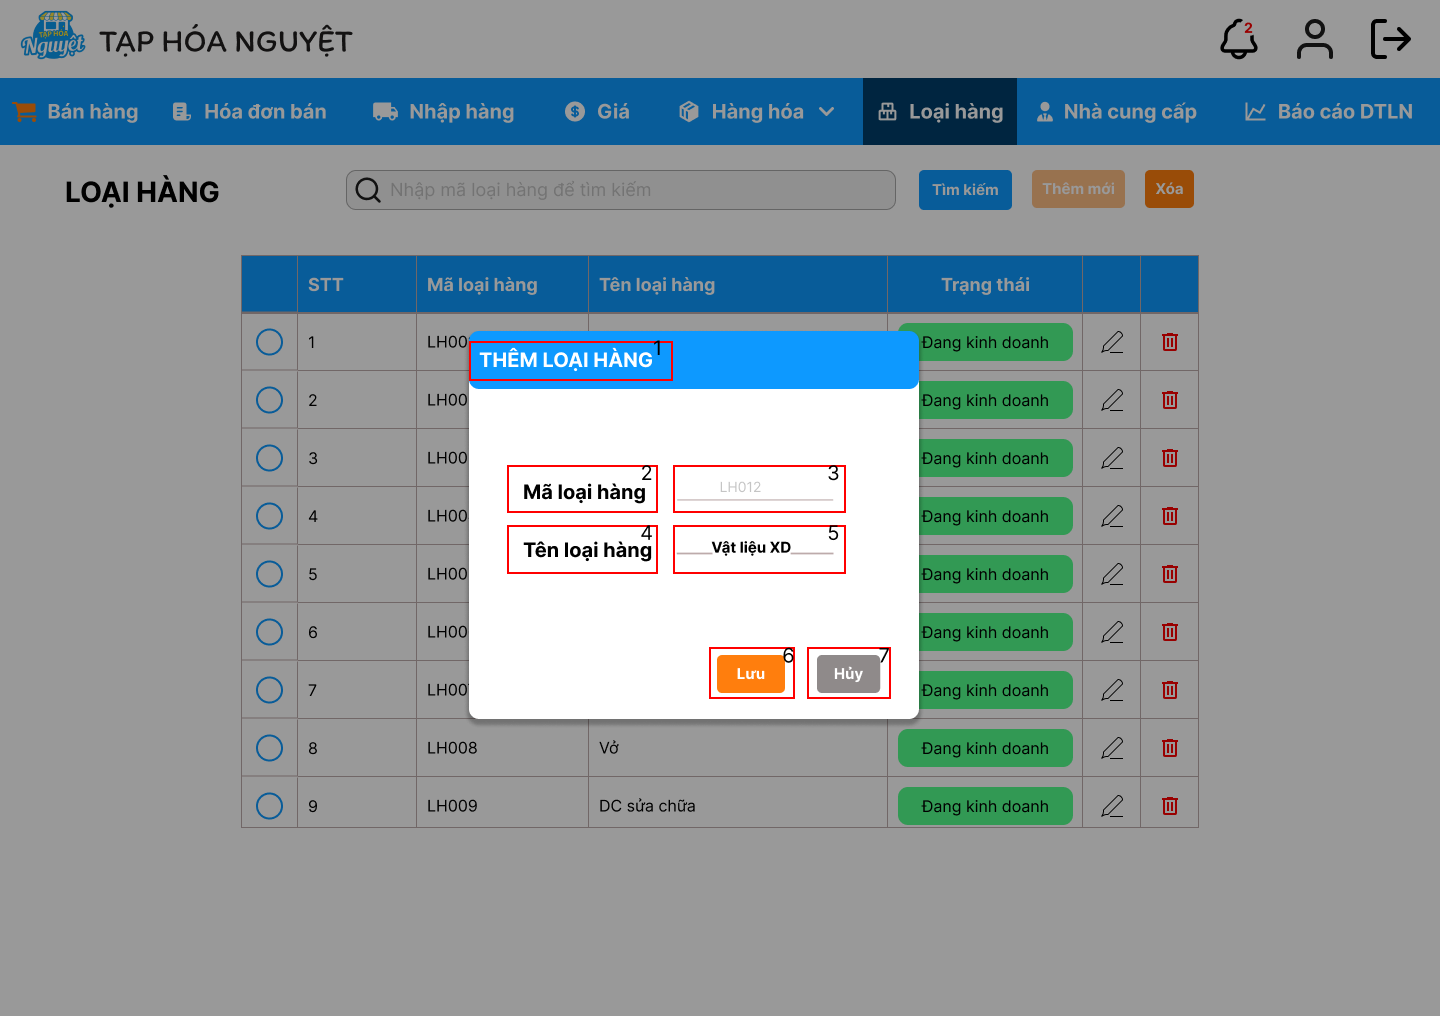 TẠP HÓA
Nguyệt
TẠP HÓA NGUYỆT
2
Bán hàng
Hóa đơn bán
Nhập hàng
Giá
Hàng hóa
Loại hàng
Nhà cung cấp
Báo cáo DTLN
LOẠI HÀNG
Nhập mã loại hàng để tìm kiếm
Tìm kiếm
Thêm mới
Xóa
STT
Mã loại hàng
Tên loại hàng
Trạng thái
1
LH00
Đang kinh doanh
2
LH00
Đang kinh doanh
3
LH00
Đang kinh doanh
4
LH00
Đang kinh doanh
5
LH00
Đang kinh doanh
6
LH00
Đang kinh doanh
7
LH00
Đang kinh doanh
8
LH008
Vở
Đang kinh doanh
9
LH009
DC sửa chữa
Đang kinh doanh
THÊM LOẠI HÀNG
1
Mã loại hàng
2
LH012
3
Tên loại hàng
4
Vật liệu XD
5
Lưu
6
Hủy
7